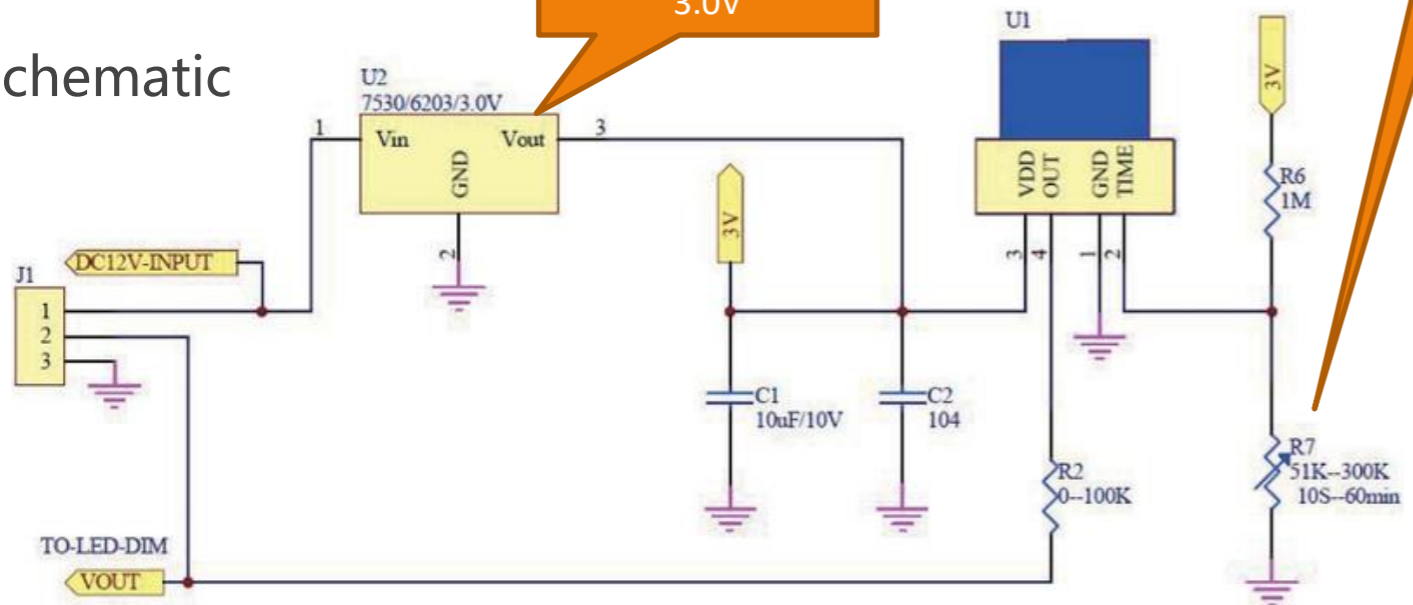 3.0V
chematic
U2
7530/6203/3.0V
1
Vin
Vout
3
GND
2
U1
VDD
OUT
GND
TIME
3
4
1
2
3V
R6
1M
3V
DC12V-INPUT
J1
1
2
3
C1
10uF/10V
C2
104
R2
0--100K
R7
51K--300K
10S--60min
TO-LED-DIM
VOUT